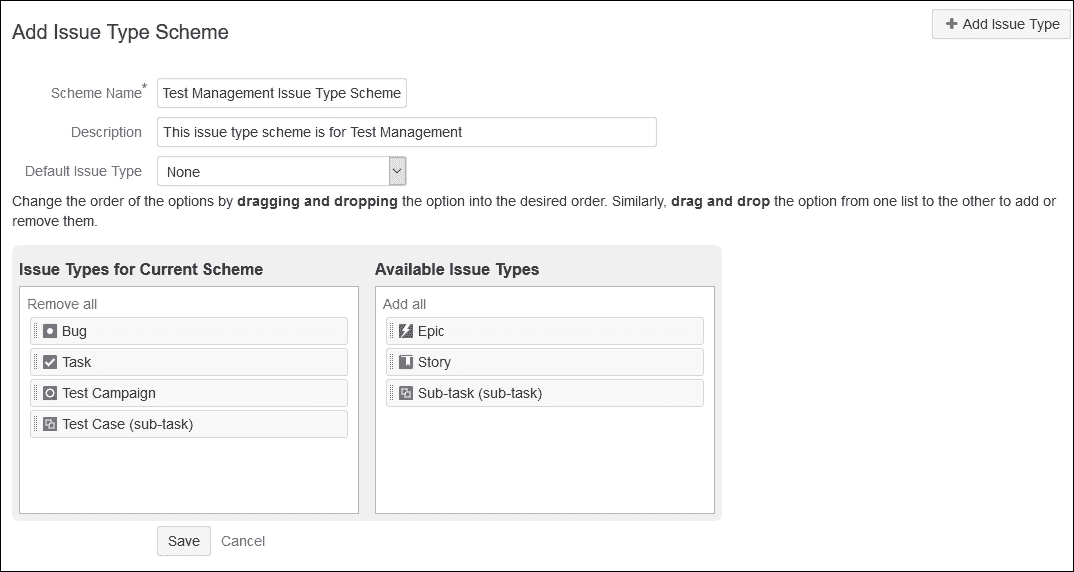 Add Issue Type Scheme
+ Add Issue Type
Scheme Name*
Test Management Issue Type Scheme
Description
This issue type scheme is for Test Management
Default Issue Type
None
Change the order of the options by dragging and dropping the option into the desired order. Similarly, drag and drop the option from one list to the other to add or
remove them.
Issue Types for Current Scheme
Remove all
Bug
Task
Test Campaign
Test Case (sub-task)
Available Issue Types
Add all
Epic
Story
Sub-task (sub-task)
Save
Cancel